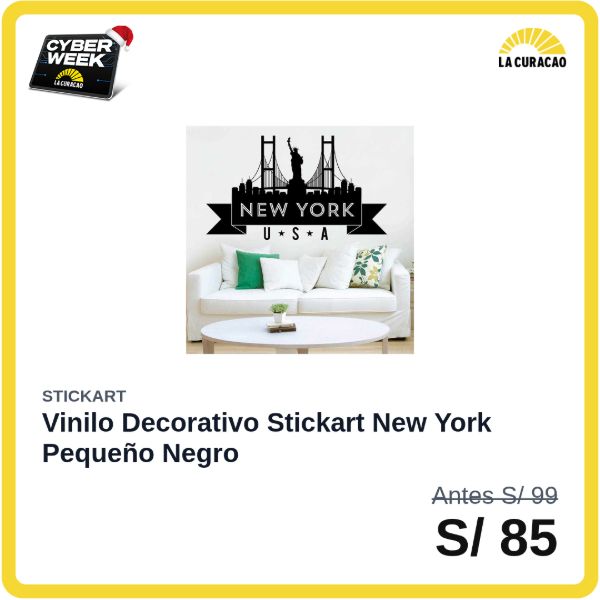 CYBER
WEEK
LA CURACAO
LA CURACAO
NEW YORK
U ★ S ★ A
STICKART
Vinilo Decorativo Stickart New York
Pequeño Negro
Antes S/ 99
S/ 85